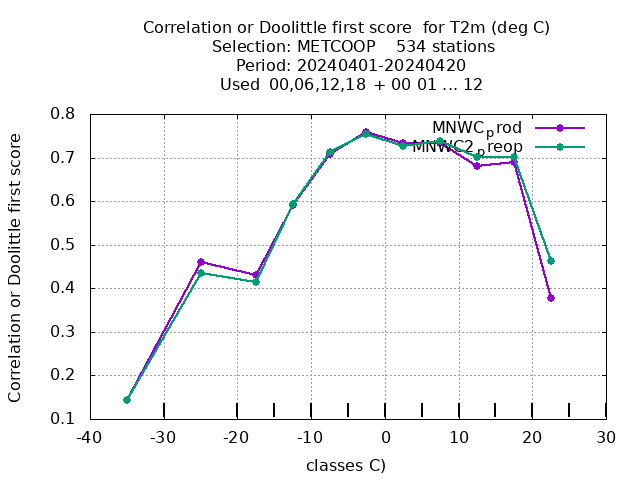 Correlation or Doolittle first score  for T2m (deg C)
Selection: METCOOP    534 stations
Period: 20240401-20240420
Used 00,06,12,18 + 00 01 ... 12
MNWC_prod
MNWC2_preop
Correlation or Doolittle first score
0.8
0.7
0.6
0.5
0.4
0.3
0.2
0.1
-40 -30 -20 -10 0 10 20 30
classes C)